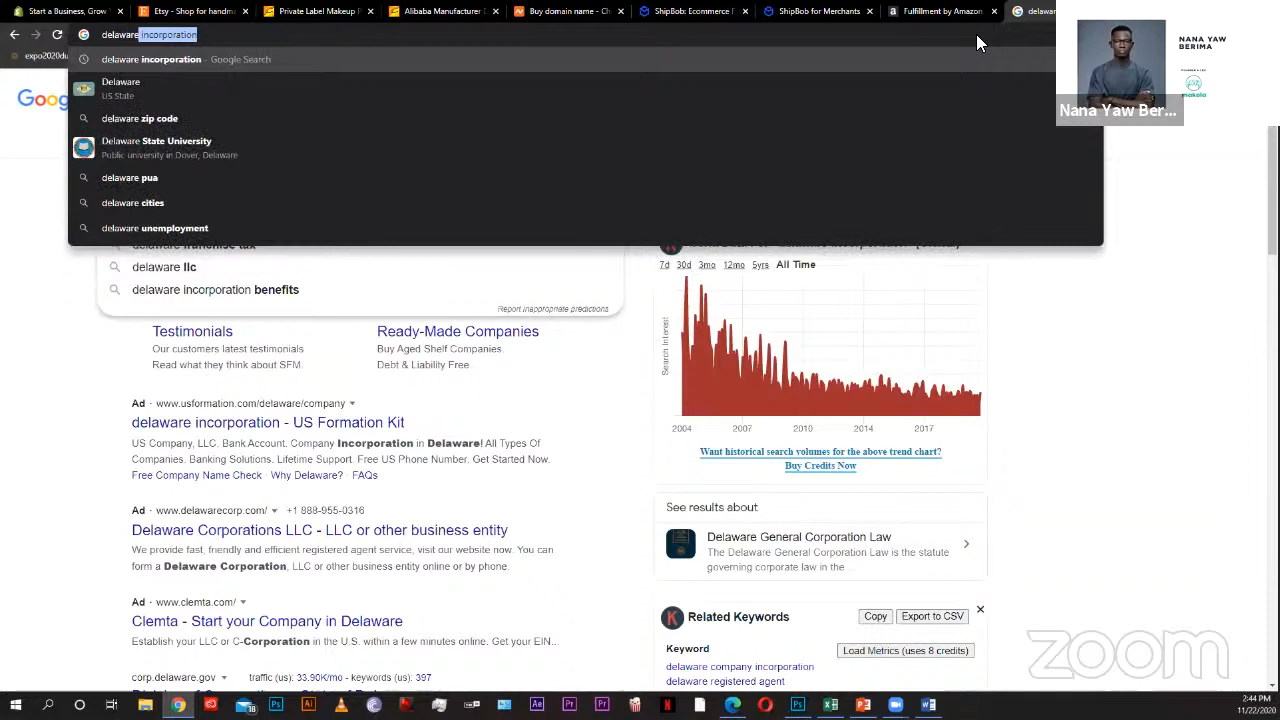 Start a Business, Grow
Etsy - Shop for handma
Private Label Makeup F
Alibaba Manufacturer D
Buy domain name - Ch
ShipBob: Ecommerce F
ShipBob for Merchants
Fulfillment by Amazon
delawa
delaware incorporation
expo2020du
delaware incorporation - Google Search
Delaware
US State
delaware zip code
Delaware State University
Public university in Dover, Delaware
delaware pua
delaware cities
delaware unemployment
NANA YAW
BERIMA
makola
Nana Yaw Ber...
Goog
delaware franchise tax
delaware llc
delaware incorporation benefits
Report inappropriate predictions
Testimonials
Our customers latest testimonials
Read what they think about SFM.
Ready-Made Companies
Buy Aged Shelf Companies.
Debt & Liability Free
Ad · www.usformation.com/delaware/company
delaware incorporation - US Formation Kit
US Company, LLC. Bank Account. Company Incorporation in Delaware! All Types Of
Companies. Banking Solutions. Lifetime Support. Free US Phone Number. Get Started Now.
Free Company Name Check · Why Delaware? · FAQs
Ad · www.delawarecorp.com/ +1 888-955-0316
Delaware Corporations LLC - LLC or other business entity
We provide fast, friendly and efficient registered agent service, visit our website now. You can
form a Delaware Corporation, LLC or other business entity online or by phone.
Ad · www.clemta.com/
Clemta - Start your Company in Delaware
Establish your LLC or C-Corporation in the U.S. within a few minutes online. Get your EIN...
corp.delaware.gov traffic (us): 33.90K/mo - keywords (us): 397
7d 30d 3mo 12mo 5yrs All Time
Search Interest
2004 2007 2010 2014 2017
Want historical search volumes for the above trend chart?
Buy Credits Now
See results about
Delaware General Corporation Law
The Delaware General Corporation Law is the statute
governing corporate law in the ...
Related Keywords
Copy
Export to CSV
Keyword
Load Metrics (uses 8 credits)
delaware company incorporation
delaware registered agent
zoom
2:44 PM
11/22/2020